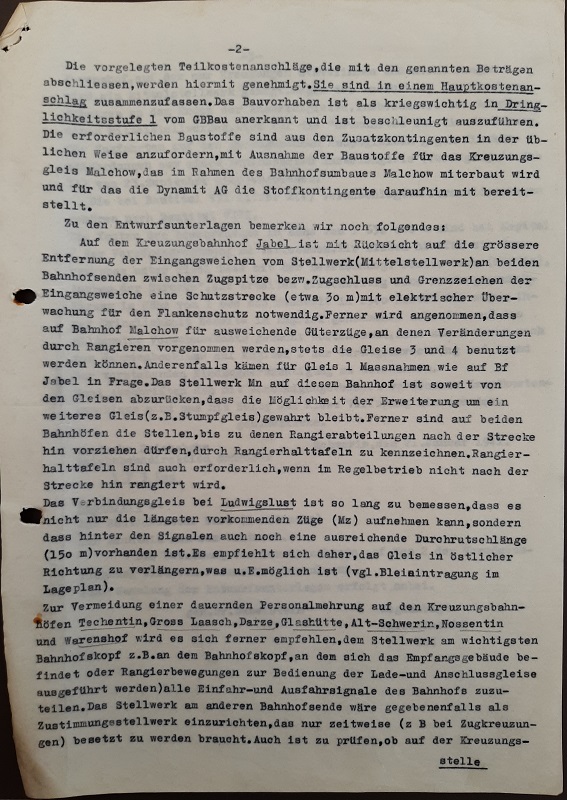 -2-
Die vorgelegten Teilkostenanschläge,die mit den genannten Beträgen
abschliessen,werden hiermit genehmigt.Sie sind in einem Hauptkostenan-
schlag zusammenzufassen.Das Bauvorhaben ist als kriegswichtig in Dring-
lichkeitsstufe 1 vom GBBau anerkannt und ist beschleunigt auszuführen.
Die erforderlichen Baustoffe sind aus den Zusatzkontingenten in der üb-
lichen Weise anzufordern,mit Ausnahme der Baustoffe für das Kreuzungs-
gleis Malchow,das im Rahmen des Bahnhofsumbaues Malchow miterbaut wird
und für das die Dynamit AG die Stoffkontingente daraufhin mit bereit-
stellt.
Zu den Entwurfsunterlagen bemerken wir noch folgendes:
Auf dem Kreuzungsbahnhof Jabel ist mit Rücksicht auf die grössere
Entfernung der Eingangsweichen vom Stellwerk(Mittelstellwerk)an beiden
Bahnhofsenden zwischen Zugspitze bezw.Zugschluss und Grenzzeichen der
Eingangsweiche eine Schutzstrecke (etwa 3o m)mit elektrischer Über-
wachung für den Flankenschutz notwendig.Ferner wird angenommen,dass
auf Bahnhof Malchow für ausweichende Güterzüge,an denen Veränderungen
durch Rangieren vorgenommen werden,stets die Gleise 3 und 4 benutzt
werden können.Anderenfalls kämen für Gleis 1 Massnahmen wie auf Bf
Jabel in Frage.Das Stellwerk Mn auf diesem Bahnhof ist soweit von
den Gleisen abzurücken,dass die Möglichkeit der Erweiterung um ein
weiteres Gleis(z.B.Stumpfgleis)gewahrt bleibt.Ferner sind auf beiden
Bahnhöfen die Stellen,bis zu denen Rangierabteilungen nach der Strecke
hin vorziehen dürfen,durch Rangierhalttafeln zu kennzeichnen.Rangier-
halttafeln sind auch erforderlich,wenn im Regelbetrieb nicht nach der
Strecke hin rangiert wird.
Das Verbindungsgleis bei Ludwigslust ist so lang zu bemessen,dass es
nicht nur die längsten vorkommenden Züge (Mz) aufnehmen kann,sondern
dass hinter den Signalen auch noch eine ausreichende Durchrutschlänge
(15o m)vorhanden ist.Es empfiehlt sich daher,das Gleis in östlicher
Richtung zu verlängern,was u.E.möglich ist (vgl.Bleiaintragung im
Lageplan).
Zur Vermeidung einer dauernden Personalmehrung auf den Kreuzungsbahn-
höfen Techentin,Gross Laasch,Darze,Glashütte,Alt-Schwerin,Nossentin
und Warenshof wird es sich ferner empfehlen,dem Stellwerk am wichtigsten
Bahnhofskopf z.B.an dem Bahnhofskopf,an dem sich das Empfangsgebäude be-
findet oder Rangierbewegungen zur Bedienung der Lade-und Anschlussgleise
ausgeführt werden)alle Einfahr-und Ausfahrsignale des Bahnhofs zuzu-
teilen.Das Stellwerk am anderen Bahnhofsende wäre gegebenenfalls als
Zustimmungsstellwerk einzurichten,das nur zeitweise (z B bei Zugkreuzun-
gen) besetzt zu werden braucht.Auch ist zu prüfen,ob auf der Kreuzungs-
stelle